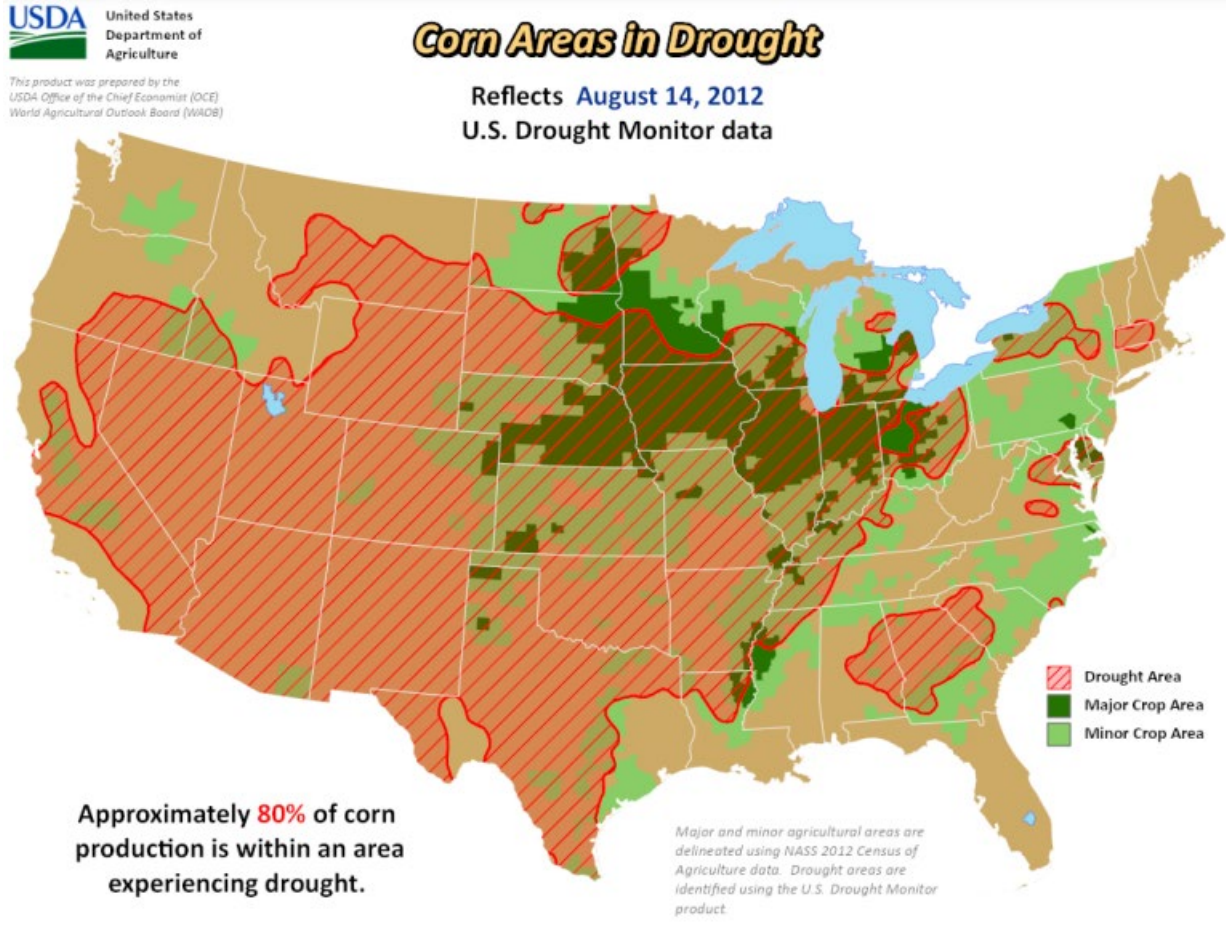 USDA
United States
Department of
Agriculture
This product was prepared by the
USDA Office of the Chief Economist (OCE)
World Agricultural Outlook Board (WAOB)
Corn Areas in Drought
Reflects August 14, 2012
U.S. Drought Monitor data
Drought Area
Major Crop Area
Minor Crop Area
Approximately 80% of corn
production is within an area
experiencing drought.
Major and minor agricultural areas are
delineated using NASS 2012 Census of
Agriculture data. Drought areas are
identified using the U.S. Drought Monitor
product.